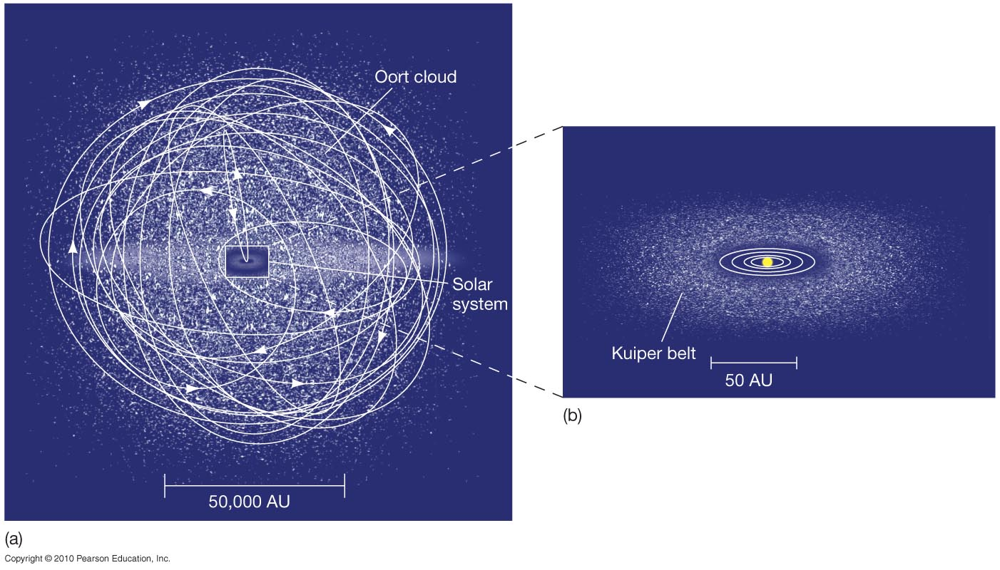 Oort cloud
Solar
system
50,000 AU
(a)
Kuiper belt
50 AU
(b)
Copyright © 2010 Pearson Education, Inc.